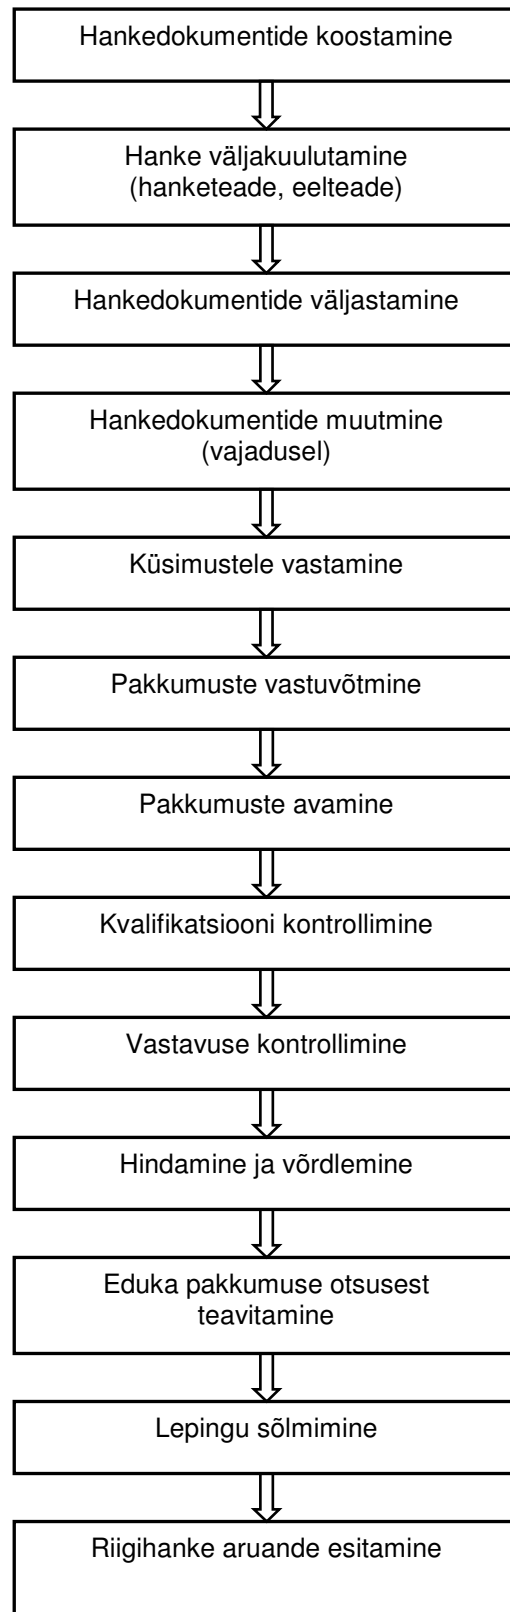 Hankedokumentide koostamine
Hanke väljakuulutamine
(hanketeade, eelteade)
Hankedokumentide väljastamine
Hankedokumentide muutmine
(vajadusel)
Küsimustele vastamine
Pakkumuste vastuvõtmine
Pakkumuste avamine
Kvalifikatsiooni kontrollimine
Vastavuse kontrollimine
Hindamine ja võrdlemine
Eduka pakkumuse otsusest
teavitamine
Lepingu sõlmimine
Riigihanke aruande esitamine